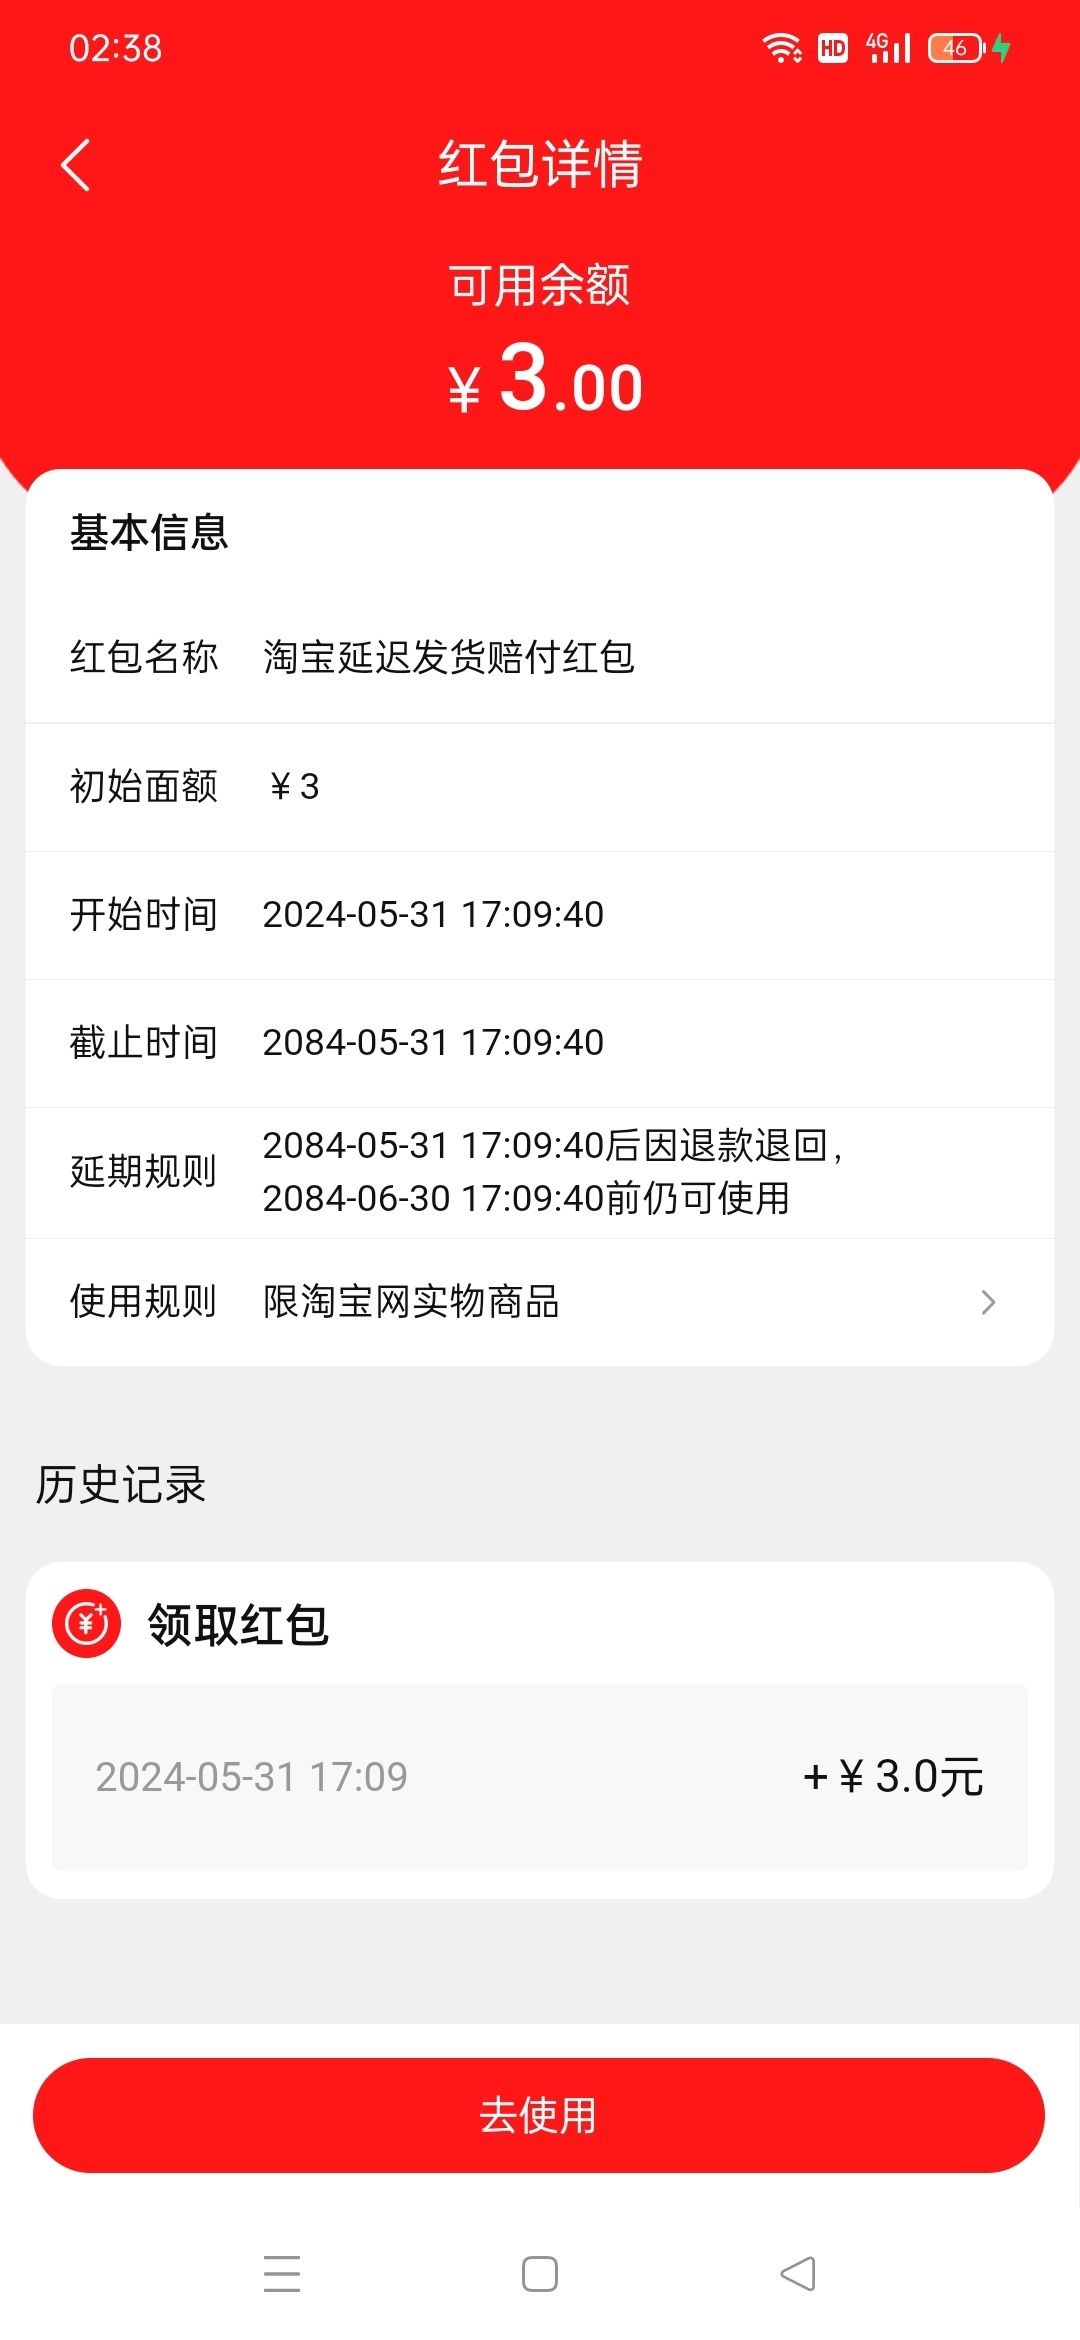 02:38
HD
4G
46
红包详情
可用余额
¥3.00
基本信息
红包名称 淘宝延迟发货赔付红包
初始面额 ¥3
开始时间 2024-05-31 17:09:40
截止时间 2084-05-31 17:09:40
延期规则 2084-05-31 17:09:40后因退款退回，
2084-06-30 17:09:40前仍可使用
使用规则 限淘宝网实物商品
历史记录
领取红包
2024-05-31 17:09 +¥3.0元
去使用